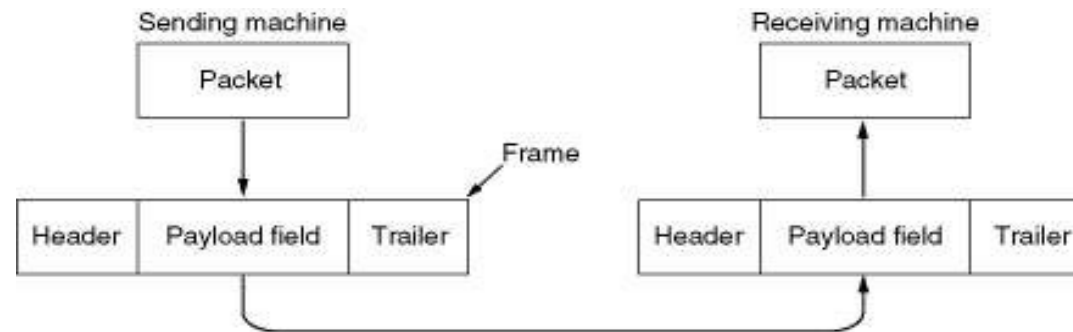 Sending machine
Receiving machine
Packet
Packet
Frame
Header
Payload field
Trailer
Header
Payload field
Trailer